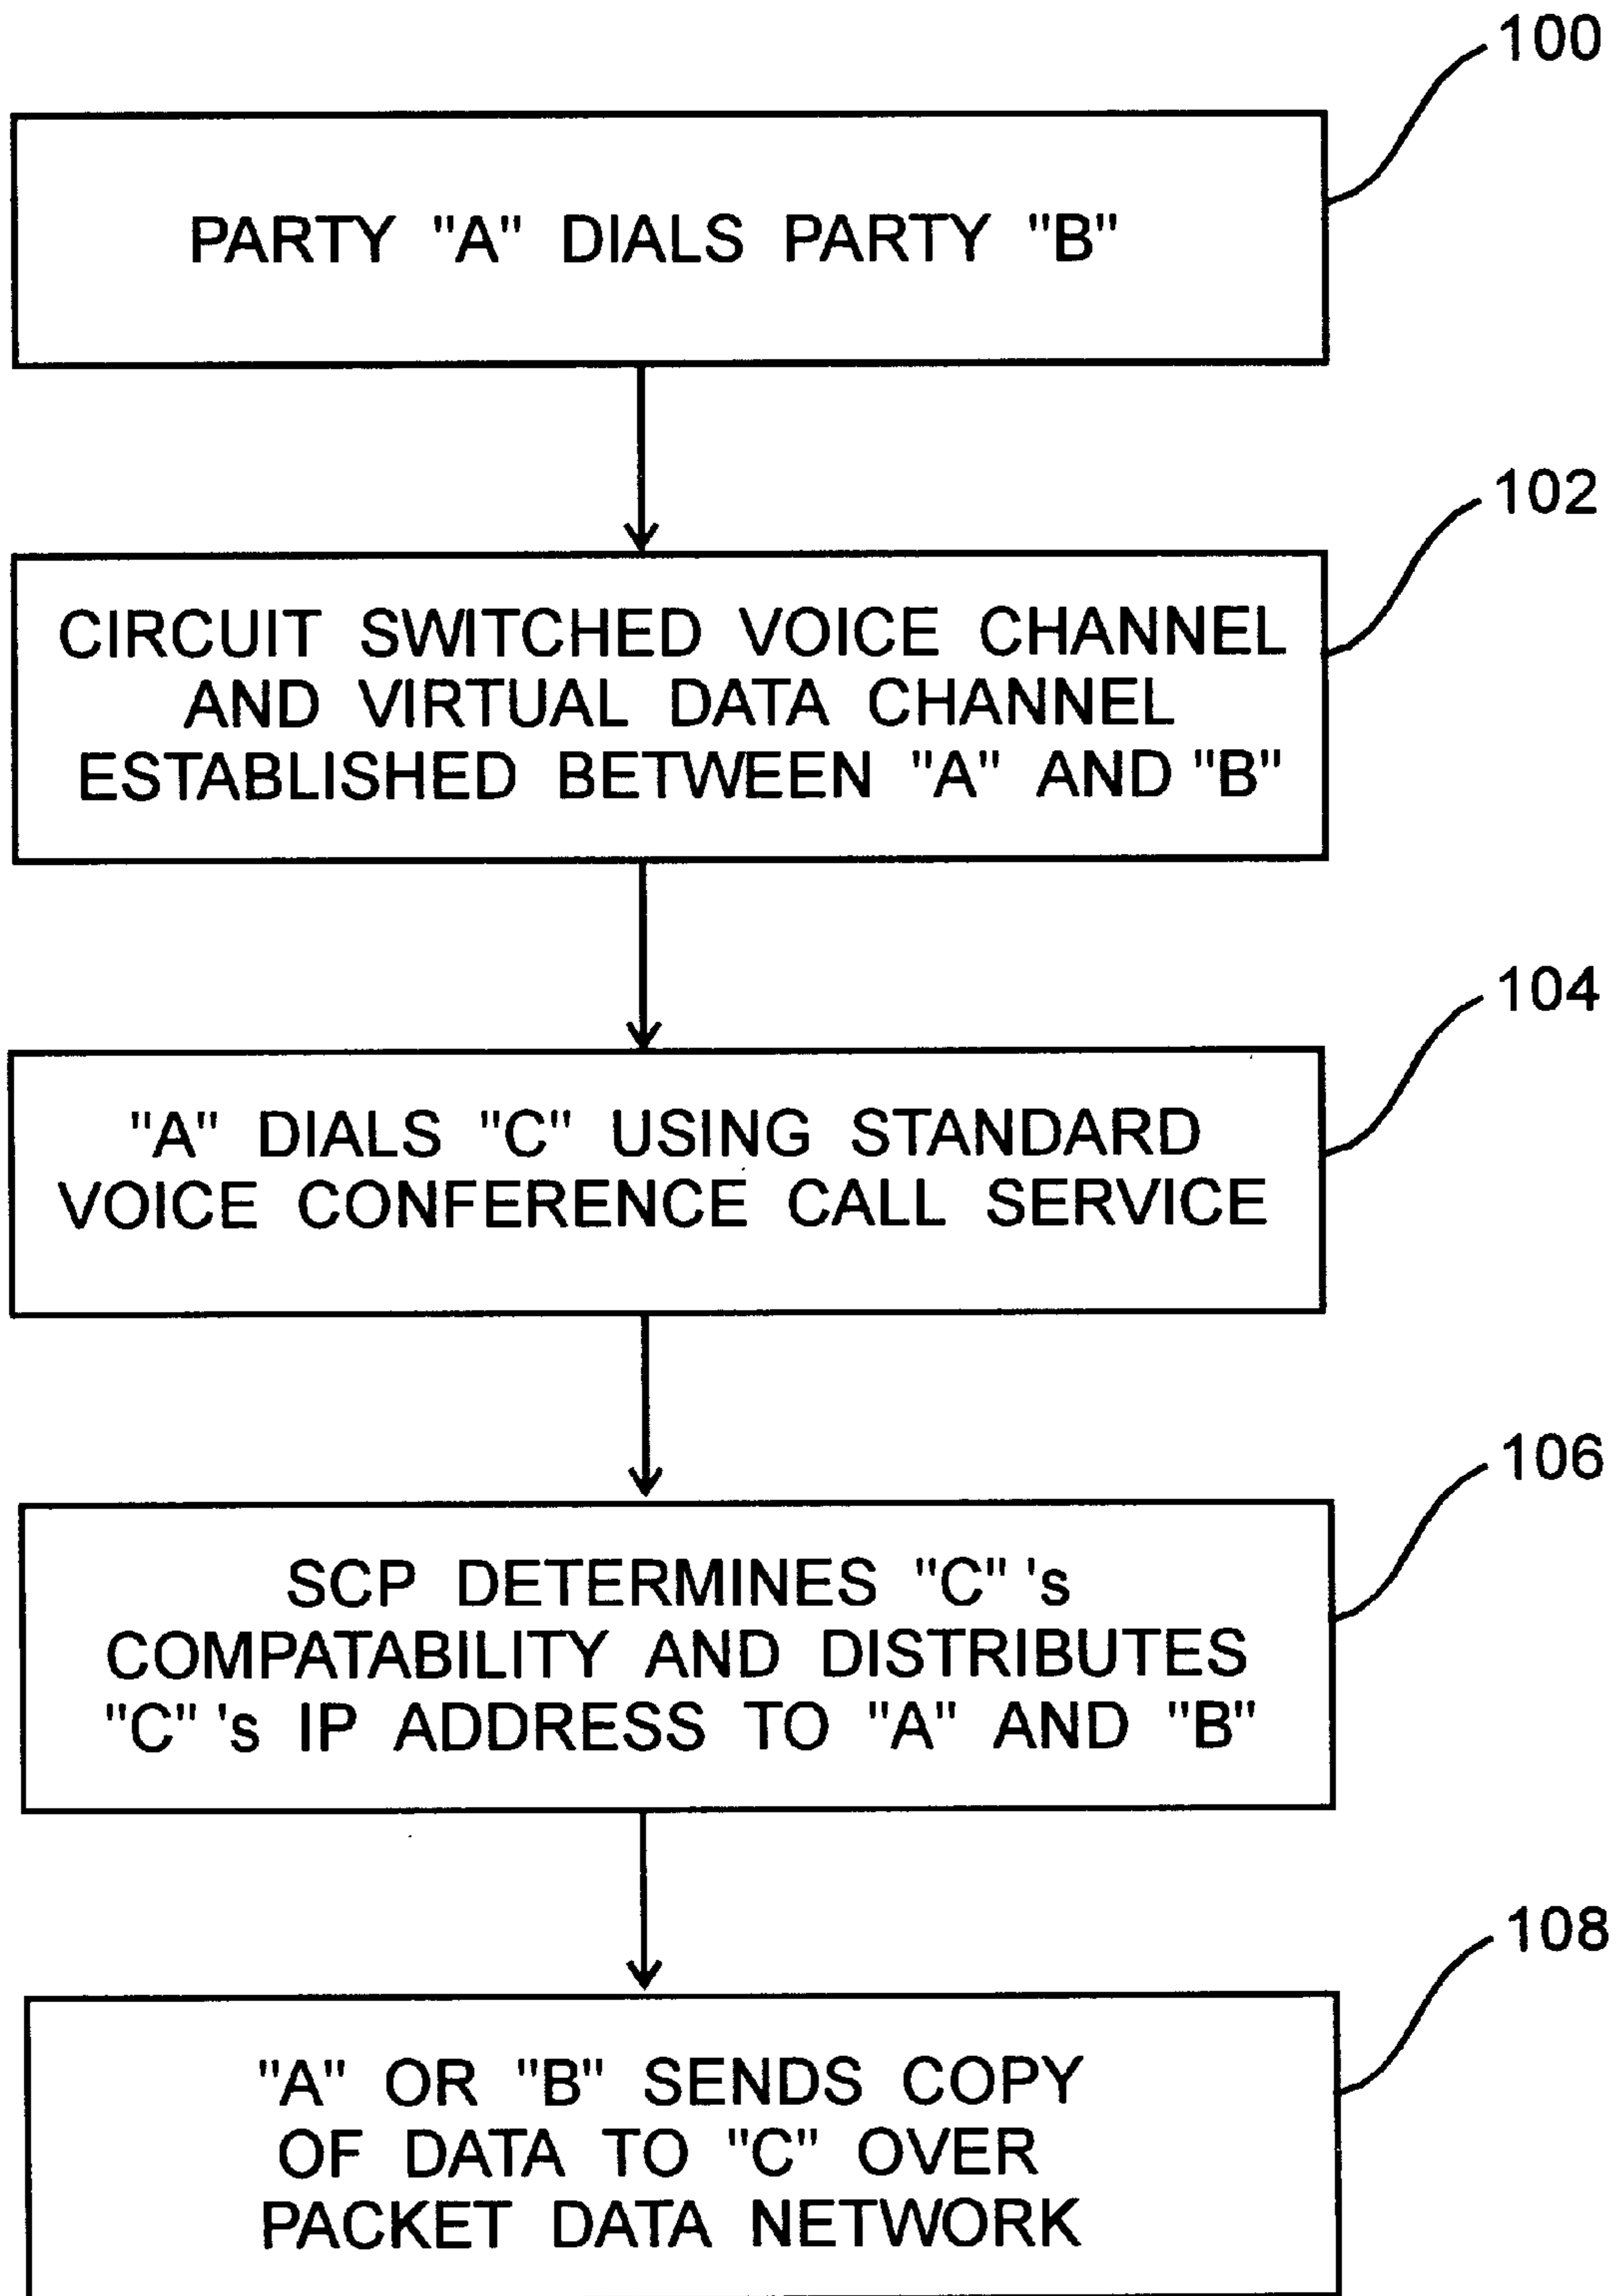 100
PARTY "A" DIALS PARTY "B"
102
CIRCUIT SWITCHED VOICE CHANNEL
AND VIRTUAL DATA CHANNEL
ESTABLISHED BETWEEN "A" AND "B"
104
"A" DIALS "C" USING STANDARD
VOICE CONFERENCE CALL SERVICE
106
SCP DETERMINES "C" 's
COMPATABILITY AND DISTRIBUTES
"C" 's IP ADDRESS TO "A" AND "B"
108
"A" OR "B" SENDS COPY
OF DATA TO "C" OVER
PACKET DATA NETWORK